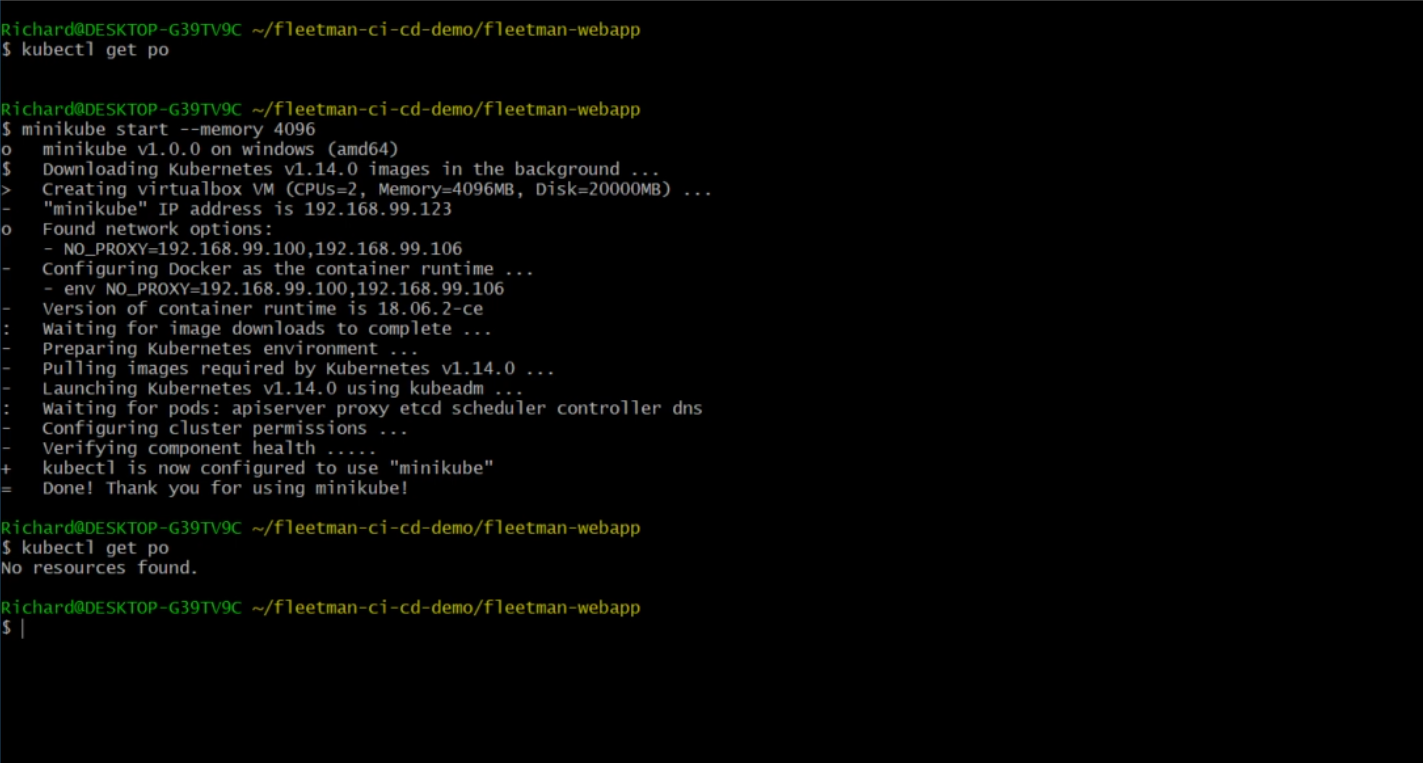 Richard@DESKTOP-G39TV9C ~/fleetman-ci-cd-demo/fleetman-webapp
$ kubectl get po
Richard@DESKTOP-G39TV9C ~/fleetman-ci-cd-demo/fleetman-webapp
$ minikube start --memory 4096
o   minikube v1.0.0 on windows (amd64)
$   Downloading Kubernetes v1.14.0 images in the background ...
>   Creating virtualbox VM (CPUs=2, Memory=4096MB, Disk=20000MB) ...
-   "minikube" IP address is 192.168.99.123
o   Found network options:
    - NO_PROXY=192.168.99.100,192.168.99.106
-   Configuring Docker as the container runtime ...
    - env NO_PROXY=192.168.99.100,192.168.99.106
-   Version of container runtime is 18.06.2-ce
:   Waiting for image downloads to complete ...
-   Preparing Kubernetes environment ...
-   Pulling images required by Kubernetes v1.14.0 ...
-   Launching Kubernetes v1.14.0 using kubeadm ...
:   Waiting for pods: apiserver proxy etcd scheduler controller dns
-   Configuring cluster permissions ...
-   Verifying component health .....
+   kubectl is now configured to use "minikube"
=   Done! Thank you for using minikube!
Richard@DESKTOP-G39TV9C ~/fleetman-ci-cd-demo/fleetman-webapp
$ kubectl get po
No resources found.
Richard@DESKTOP-G39TV9C ~/fleetman-ci-cd-demo/fleetman-webapp
$